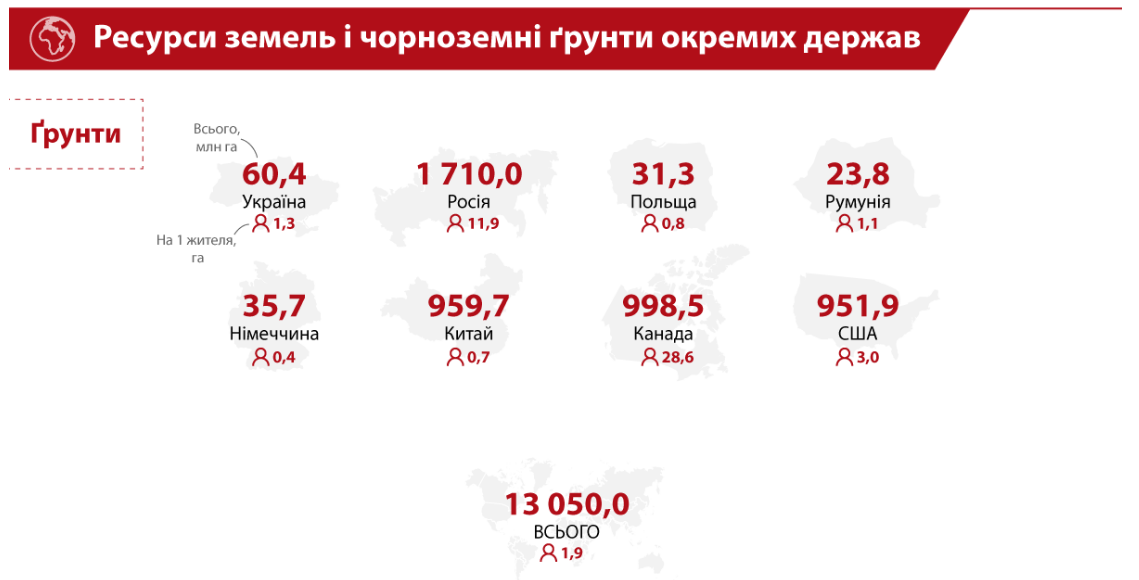 Ресурси земель і чорноземні ґрунти окремих держав
Ґрунти
Всього,
млн га
60,4
Україна
1,3
На 1 жителя,
га
1 710,0
Росія
11,9
31,3
Польща
0,8
23,8
Румунія
1,1
35,7
Німеччина
0,4
959,7
Китай
0,7
998,5
Канада
28,6
951,9
США
3,0
13 050,0
ВСЬОГО
1,9